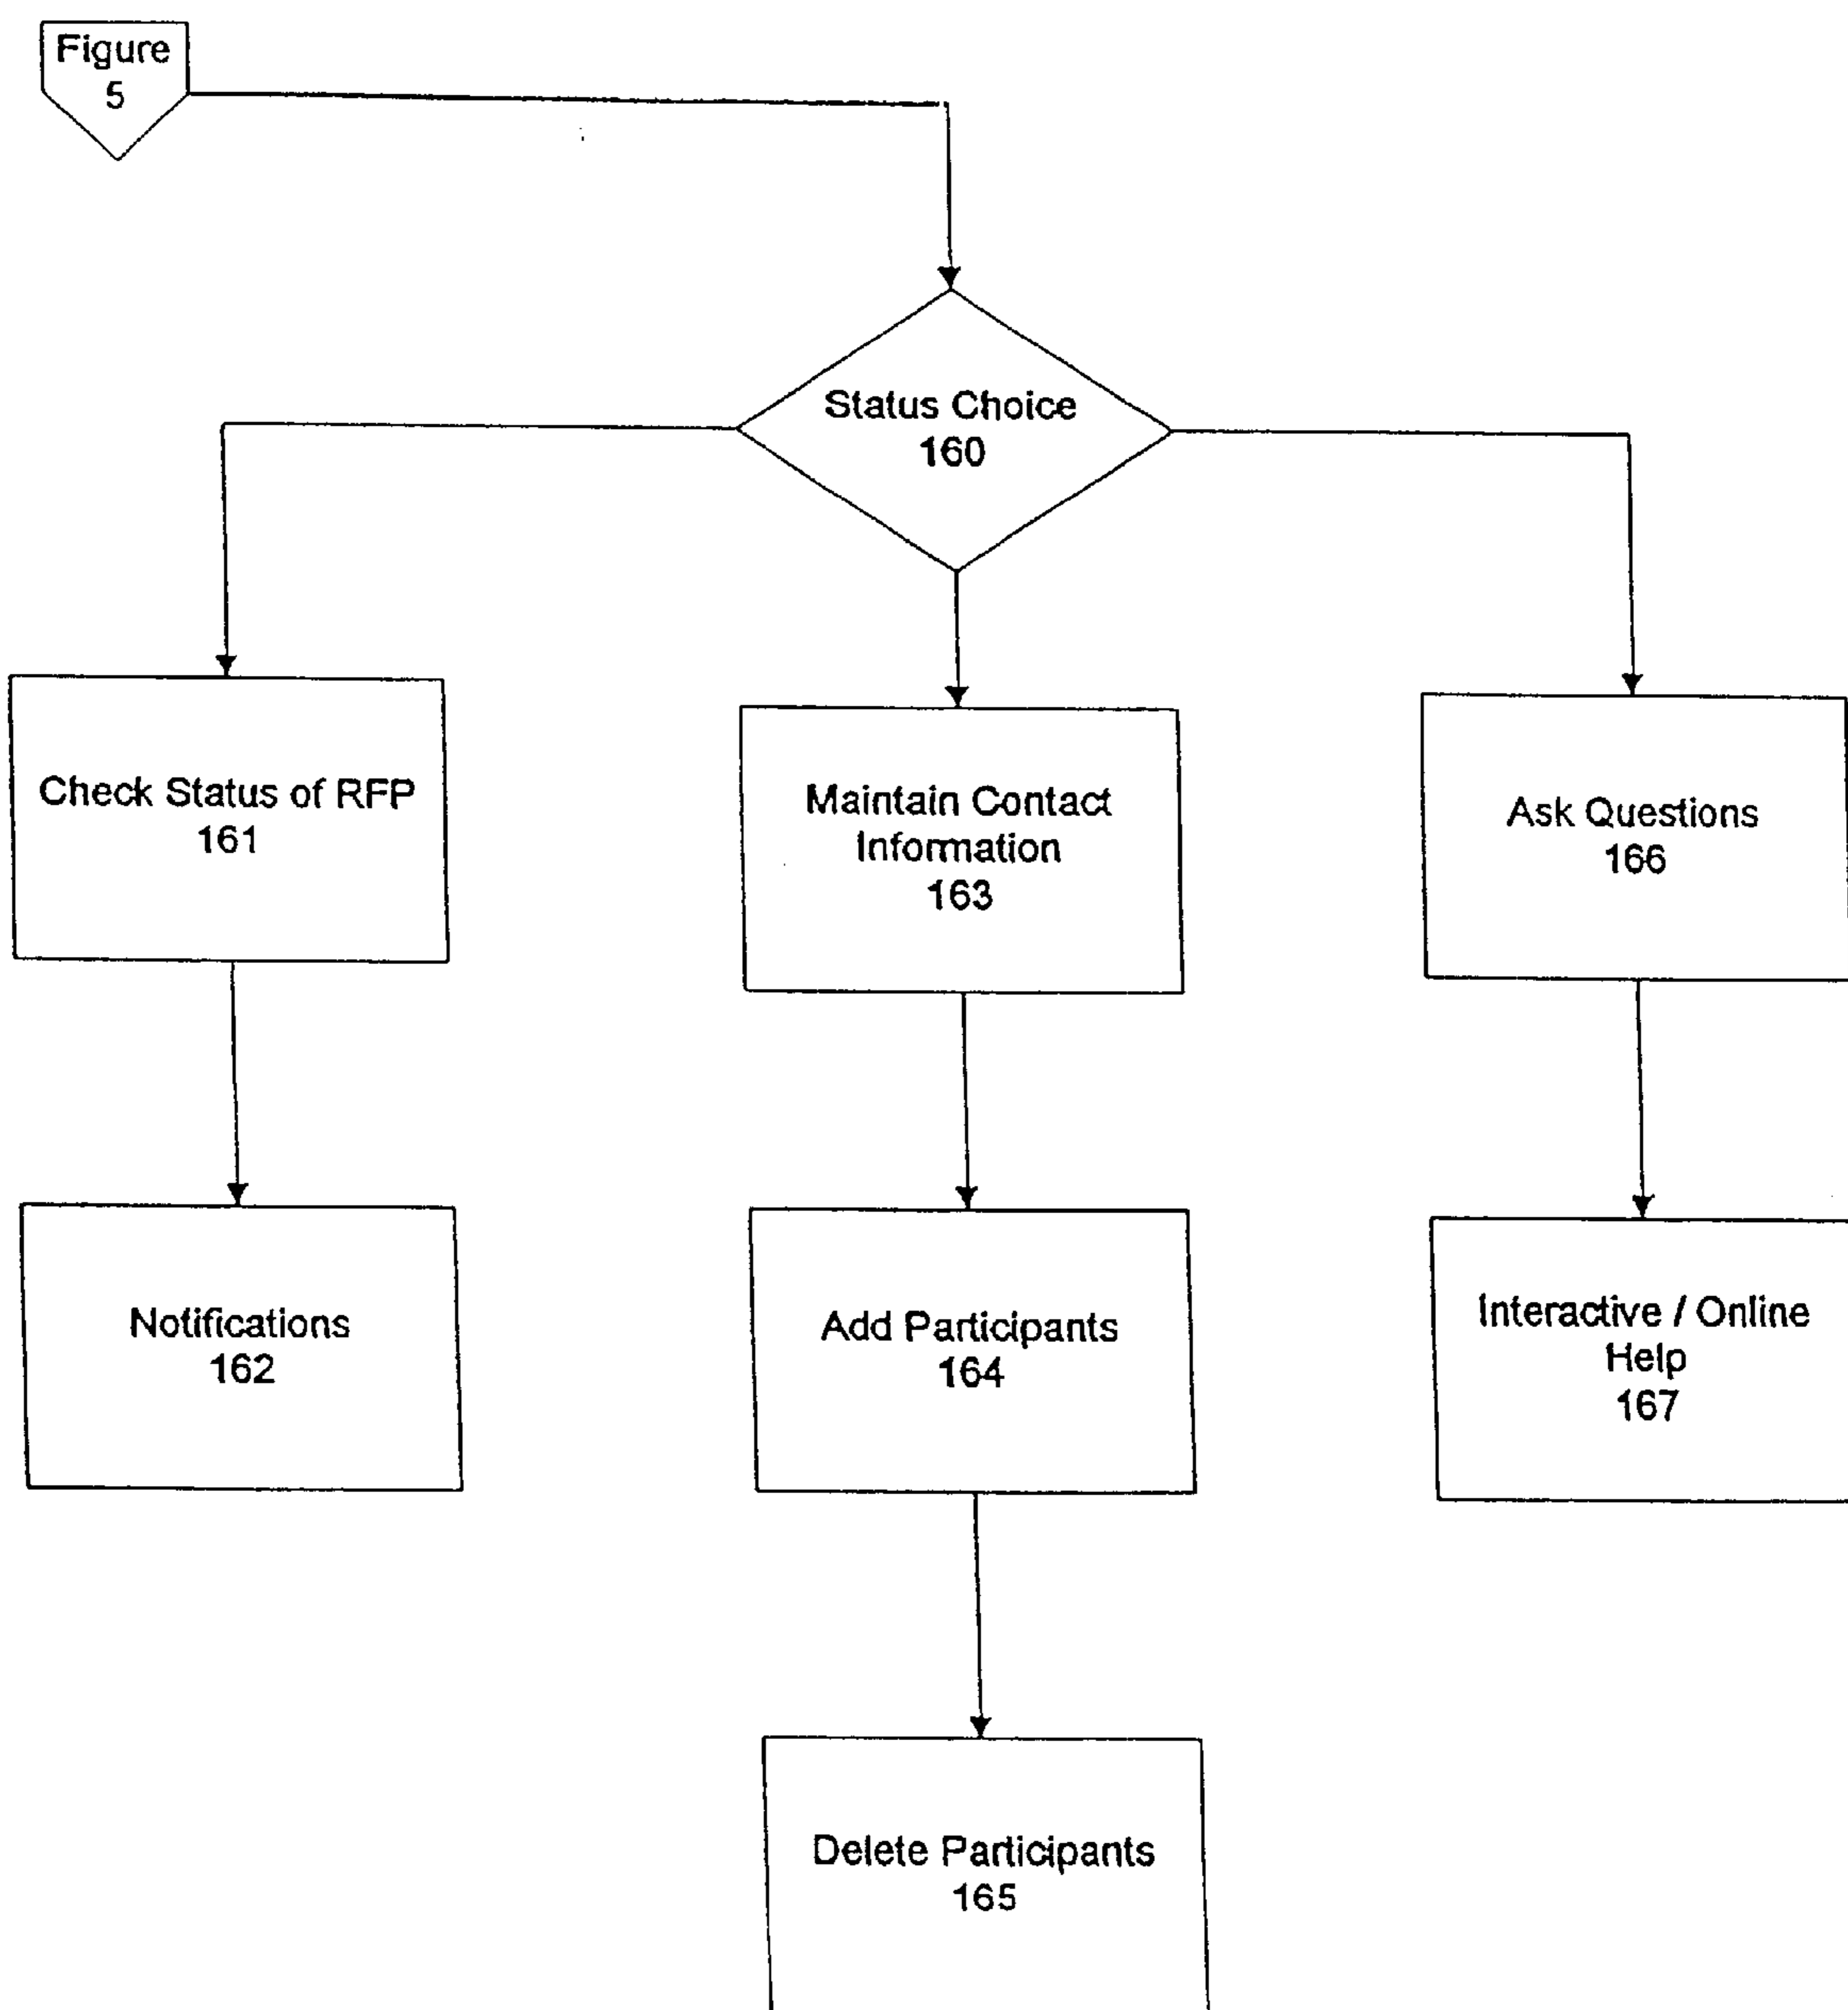 Figure
5
Status Choice
160
Check Status of RFP
161
Maintain Contact
Information
163
Ask Questions
166
Notifications
162
Add Participants
164
Interactive / Online
Help
167
Delete Participants
165